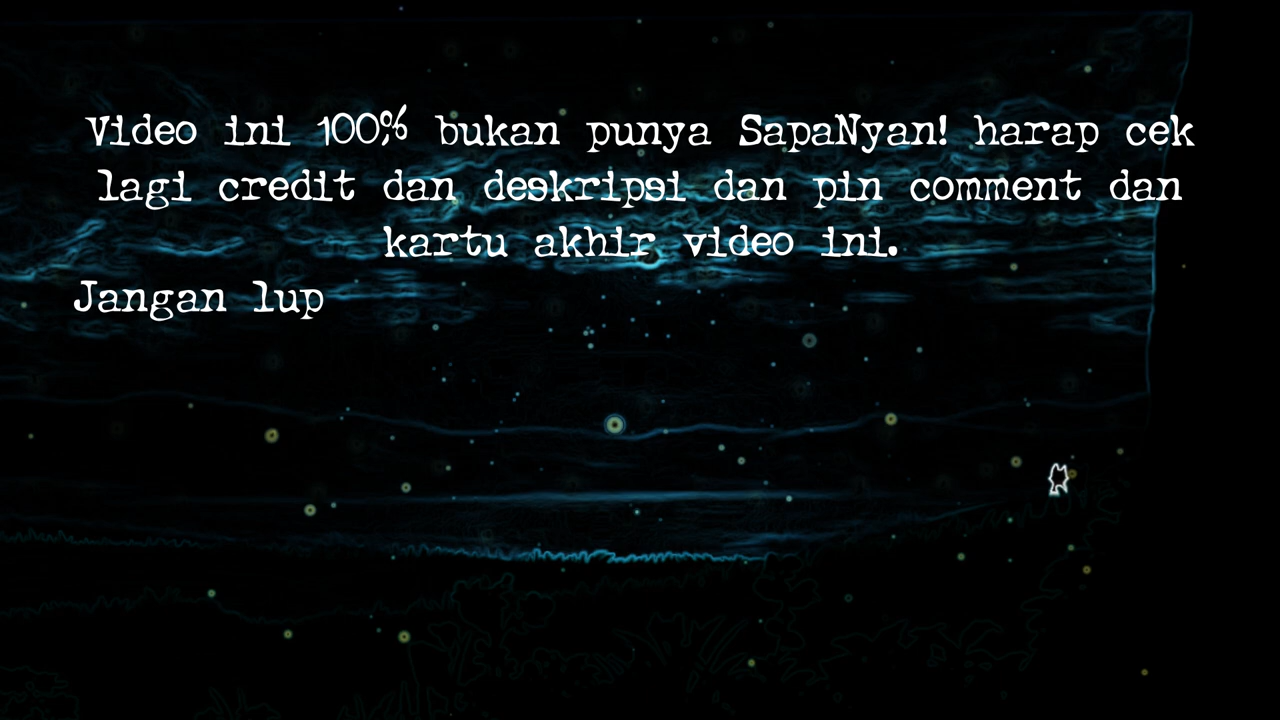 Video ini 100% bukan punya SapaNyan! harap cek
lagi credit dan deskripsi dan pin comment dan
kartu akhir video ini.
Jangan lup